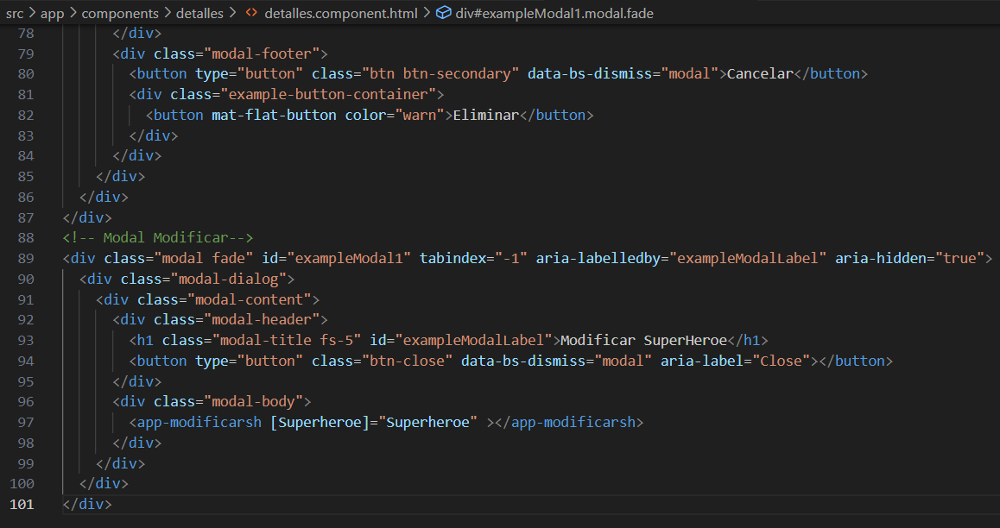 src > app > components > detalles > <> detalles.component.html > div#exampleModal1.modal.fade
78 </div>
79 <div class="modal-footer">
80 <button type="button" class="btn btn-secondary" data-bs-dismiss="modal">Cancelar</button>
81 <div class="example-button-container">
82 <button mat-flat-button color="warn">Eliminar</button>
83 </div>
84 </div>
85 </div>
86 </div>
87 </div>
88 <!-- Modal Modificar-->
89 <div class="modal fade" id="exampleModal1" tabindex="-1" aria-labelledby="exampleModalLabel" aria-hidden="true">
90 <div class="modal-dialog">
91 <div class="modal-content">
92 <div class="modal-header">
93 <h1 class="modal-title fs-5" id="exampleModalLabel">Modificar SuperHeroe</h1>
94 <button type="button" class="btn-close" data-bs-dismiss="modal" aria-label="Close"></button>
95 </div>
96 <div class="modal-body">
97 <app-modificarsh [Superheroe]="Superheroe" ></app-modificarsh>
98 </div>
99 </div>
100 </div>
101 </div>